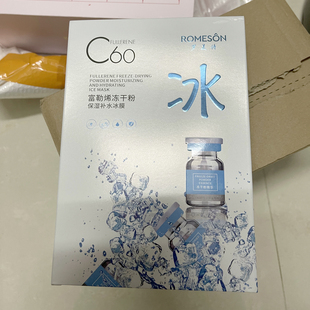 FULLERENE
C60
ROMESŌN
FULLERENE FREEZE-DRYING
POWDER MOISTURIZING
AND HYDRATING
ICE MASK
富勒烯冻干粉
保湿补水冰膜
冰